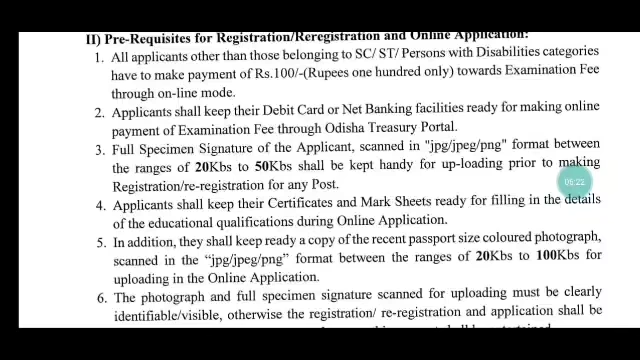 II) Pre-Requisites for Registration/Reregistration and Online Application:
1. All applicants other than those belonging to SC/ ST/ Persons with Disabilities categories
have to make payment of Rs.100/-(Rupees one hundred only) towards Examination Fee
through on-line mode.
2. Applicants shall keep their Debit Card or Net Banking facilities ready for making online
payment of Examination Fee through Odisha Treasury Portal.
3. Full Specimen Signature of the Applicant, scanned in "jpg/jpeg/png" format between
the ranges of 20Kbs to 50Kbs shall be kept handy for up-loading prior to making
Registration/re-registration for any Post.
05:22
4. Applicants shall keep their Certificates and Mark Sheets ready for filling in the details
of the educational qualifications during Online Application.
5. In addition, they shall keep ready a copy of the recent passport size coloured photograph,
scanned in the "jpg/jpeg/png" format between the ranges of 20Kbs to 100Kbs for
uploading in the Online Application.
6. The photograph and full specimen signature scanned for uploading must be clearly
identifiable/visible, otherwise the registration/ re-registration and application shall be